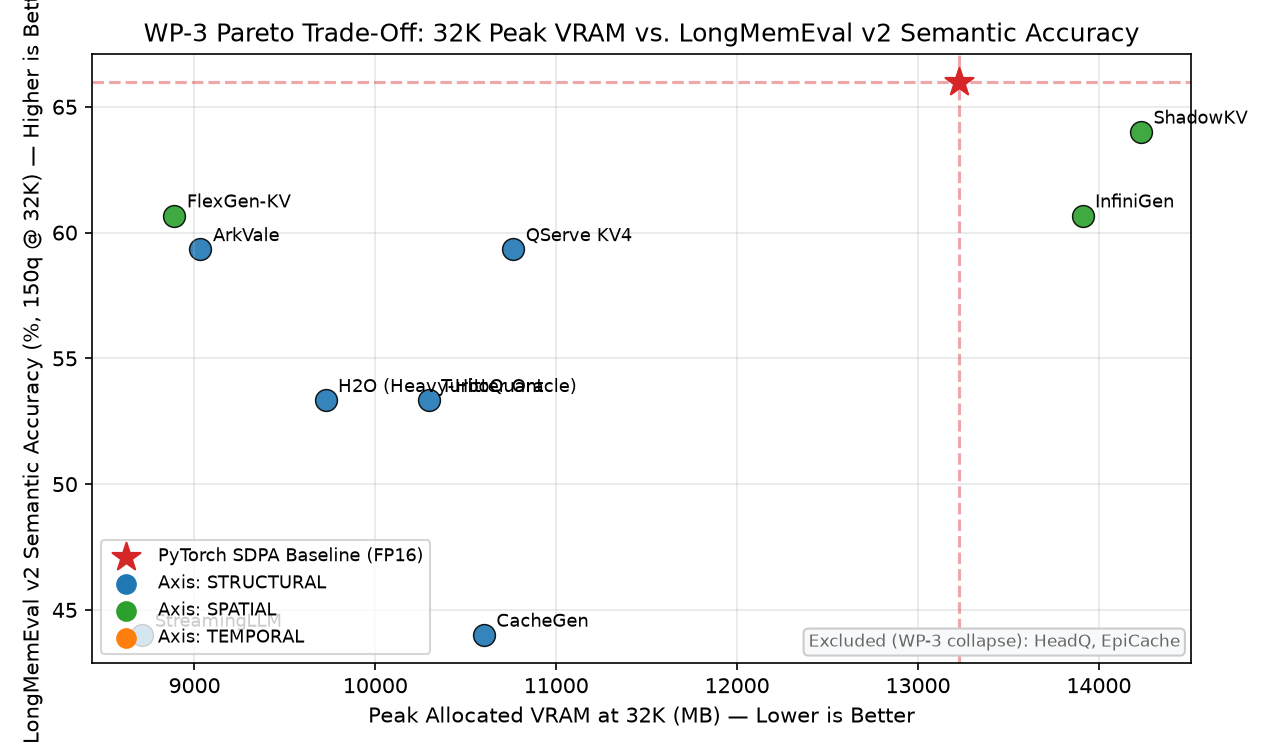 WP-3 Pareto Trade-Off: 32K Peak VRAM vs. LongMemEval v2 Semantic Accuracy
LongMemEval v2 Semantic Accuracy (%, 150q @ 32K) — Higher is Bett
65
60
55
50
45
ShadowKV
FlexGen-KV
InfiniGen
ArkVale
QServe KV4
H2O (Heavy-Hitter Oracle)
TurboQuant
PyTorch SDPA Baseline (FP16)
Axis: STRUCTURAL
Axis: SPATIAL
StreamingLLM
Axis: TEMPORAL
CacheGen
Excluded (WP-3 collapse): HeadQ, EpiCache
9000
10000
11000
12000
13000
14000
Peak Allocated VRAM at 32K (MB) — Lower is Better